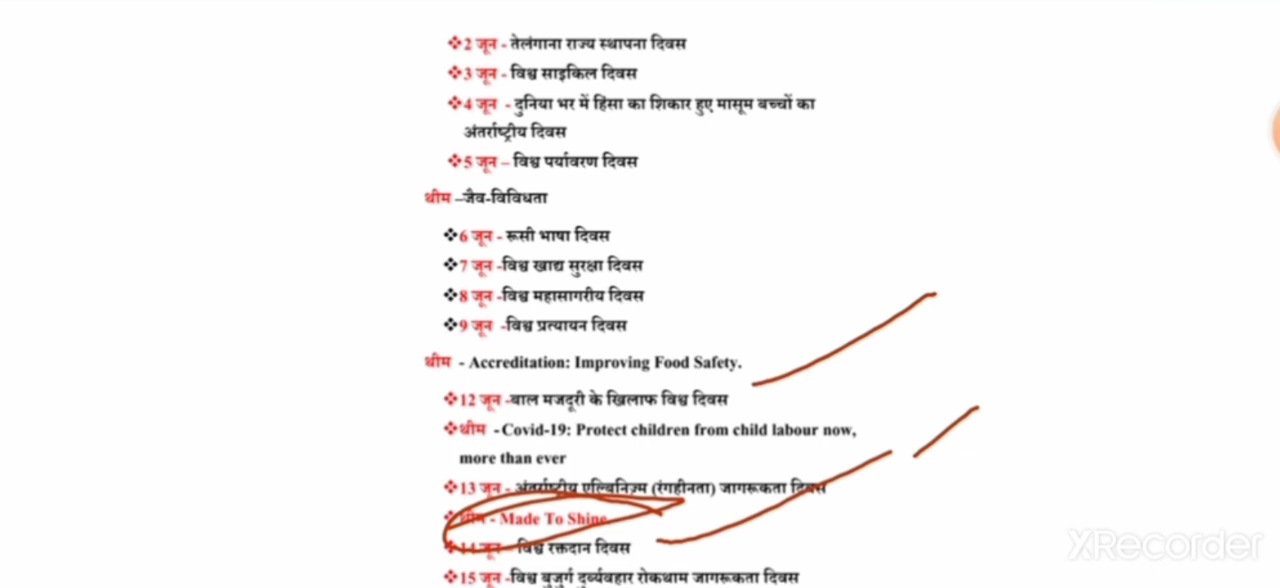 ❖2 जून - तेलंगाना राज्य स्थापना दिवस
❖3 जून - विश्व साइकिल दिवस
❖4 जून - दुनिया भर में हिंसा का शिकार हुए मासूम बच्चों का
अंतर्राष्ट्रीय दिवस
❖5 जून – विश्व पर्यावरण दिवस
थीम –जैव-विविधता
❖6 जून - रूसी भाषा दिवस
❖7 जून -विश्व खाद्य सुरक्षा दिवस
❖8 जून -विश्व महासागरीय दिवस
❖9 जून -विश्व प्रत्यायन दिवस
थीम - Accreditation: Improving Food Safety.
❖12 जून -बाल मजदूरी के खिलाफ विश्व दिवस
❖थीम - Covid-19: Protect children from child labour now,
more than ever
❖13 जून - अंतर्राष्ट्रीय एल्बिनिज़्म (रंगहीनता) जागरूकता दिवस
❖थीम - Made To Shine
❖14 जून - विश्व रक्तदान दिवस
❖15 जून -विश्व बुजुर्ग दुर्व्यवहार रोकथाम जागरूकता दिवस
XRecorder